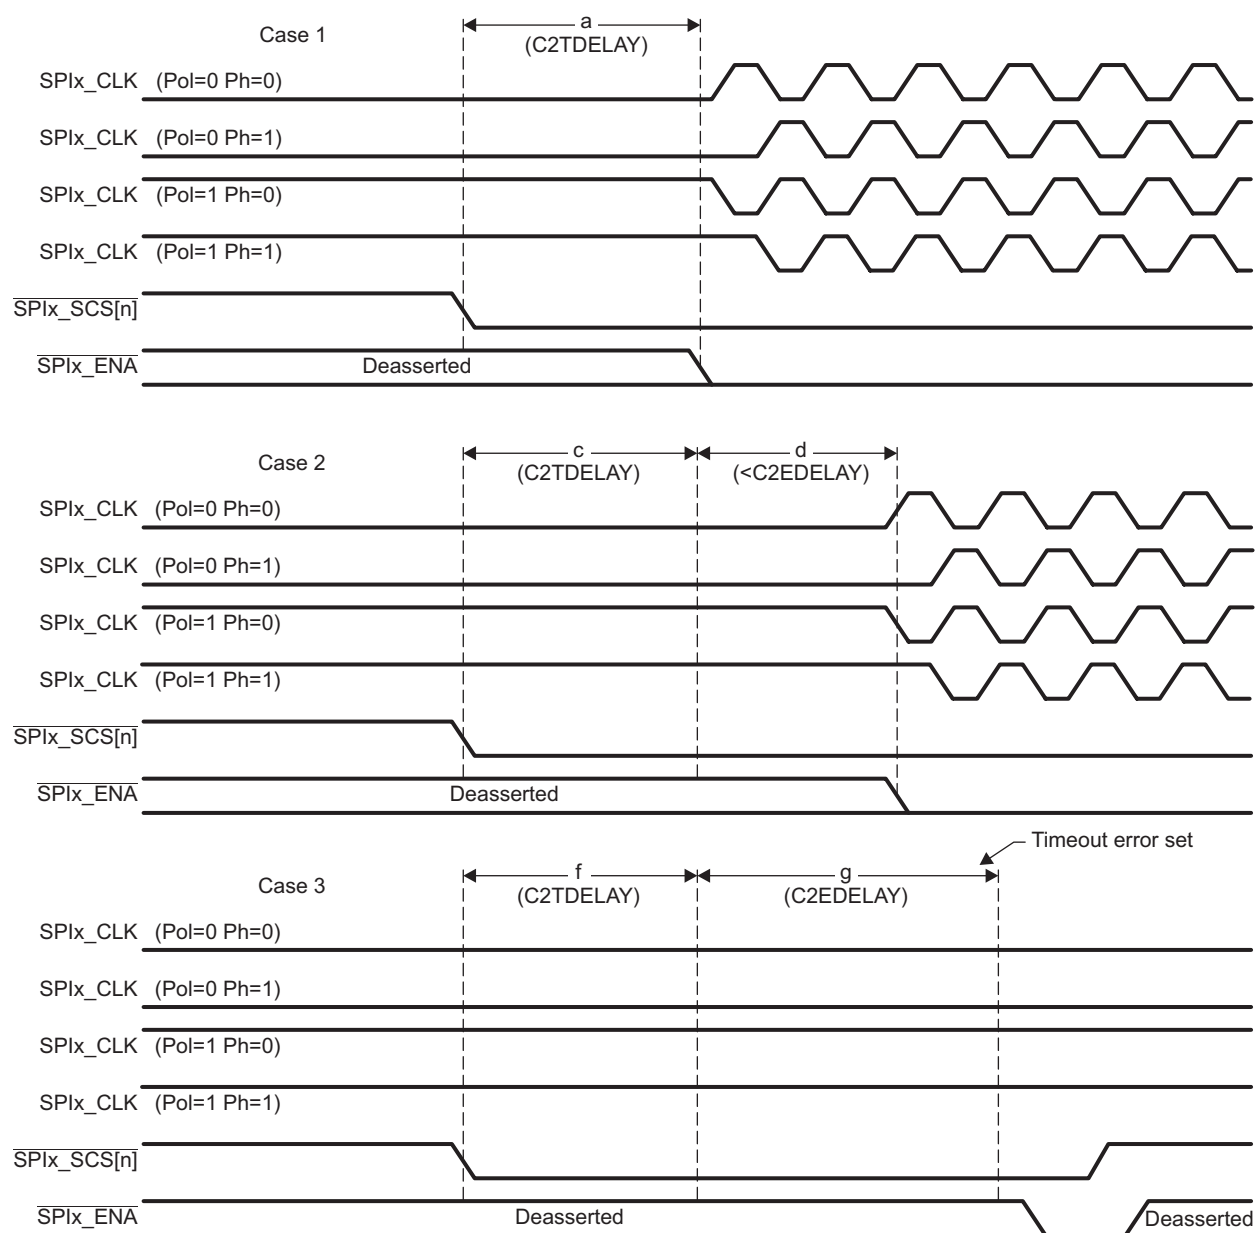 Case 1
a
(C2TDELAY)
SPIx_CLK (Pol=0 Ph=0)
SPIx_CLK (Pol=0 Ph=1)
SPIx_CLK (Pol=1 Ph=0)
SPIx_CLK (Pol=1 Ph=1)
SPIx_SCS[n]
SPIx_ENA
Deasserted
Case 2
c
(C2TDELAY)
d
(<C2EDELAY)
SPIx_CLK (Pol=0 Ph=0)
SPIx_CLK (Pol=0 Ph=1)
SPIx_CLK (Pol=1 Ph=0)
SPIx_CLK (Pol=1 Ph=1)
SPIx_SCS[n]
SPIx_ENA
Deasserted
Timeout error set
Case 3
f
(C2TDELAY)
g
(C2EDELAY)
SPIx_CLK (Pol=0 Ph=0)
SPIx_CLK (Pol=0 Ph=1)
SPIx_CLK (Pol=1 Ph=0)
SPIx_CLK (Pol=1 Ph=1)
SPIx_SCS[n]
SPIx_ENA
Deasserted
Deasserted